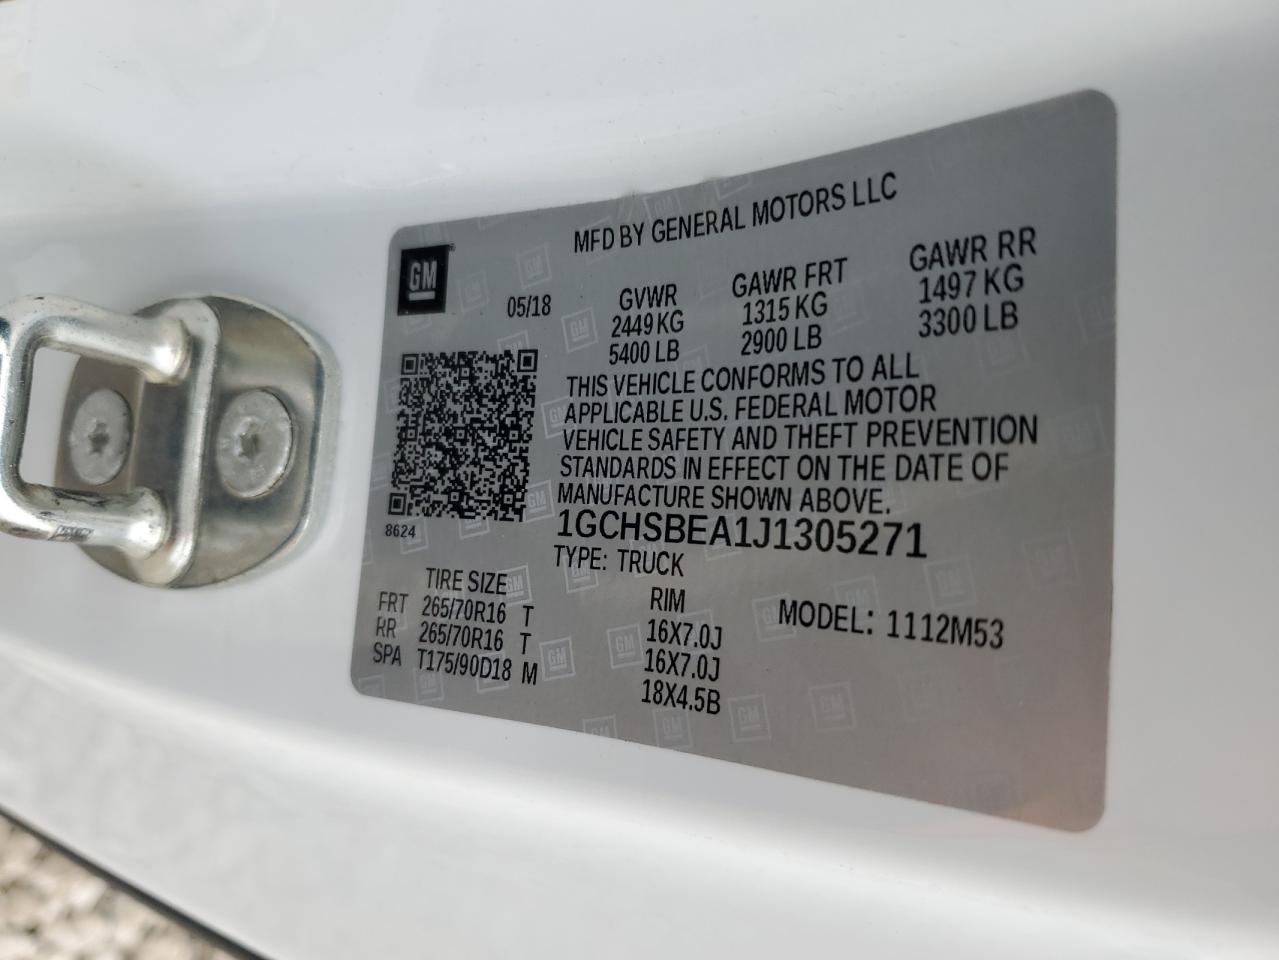 MFD BY GENERAL MOTORS LLC
GM
05/18
GVWR
2449 KG
5400 LB
GAWR FRT
1315 KG
2900 LB
GAWR RR
1497 KG
3300 LB
THIS VEHICLE CONFORMS TO ALL
APPLICABLE U.S. FEDERAL MOTOR
VEHICLE SAFETY AND THEFT PREVENTION
STANDARDS IN EFFECT ON THE DATE OF
MANUFACTURE SHOWN ABOVE.
8624
1GCHSBEA1J1305271
TYPE: TRUCK
MODEL: 1112M53
TIRE SIZE RIM
FRT 265/70R16 T 16X7.0J
RR 265/70R16 T 16X7.0J
SPA T175/90D18 M 18X4.5B